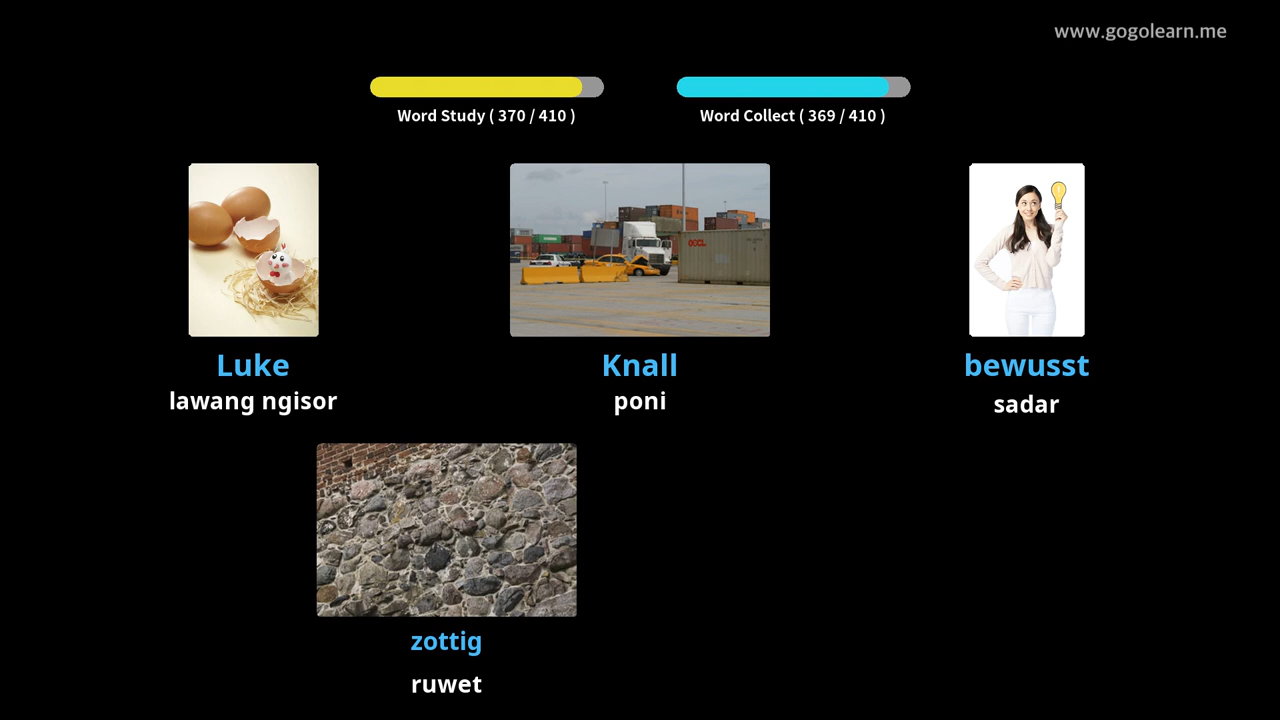 www.gogolearn.me
Word Study ( 370 / 410 )
Word Collect ( 369 / 410 )
Luke
lawang ngisor
Knall
poni
bewusst
sadar
zottig
ruwet